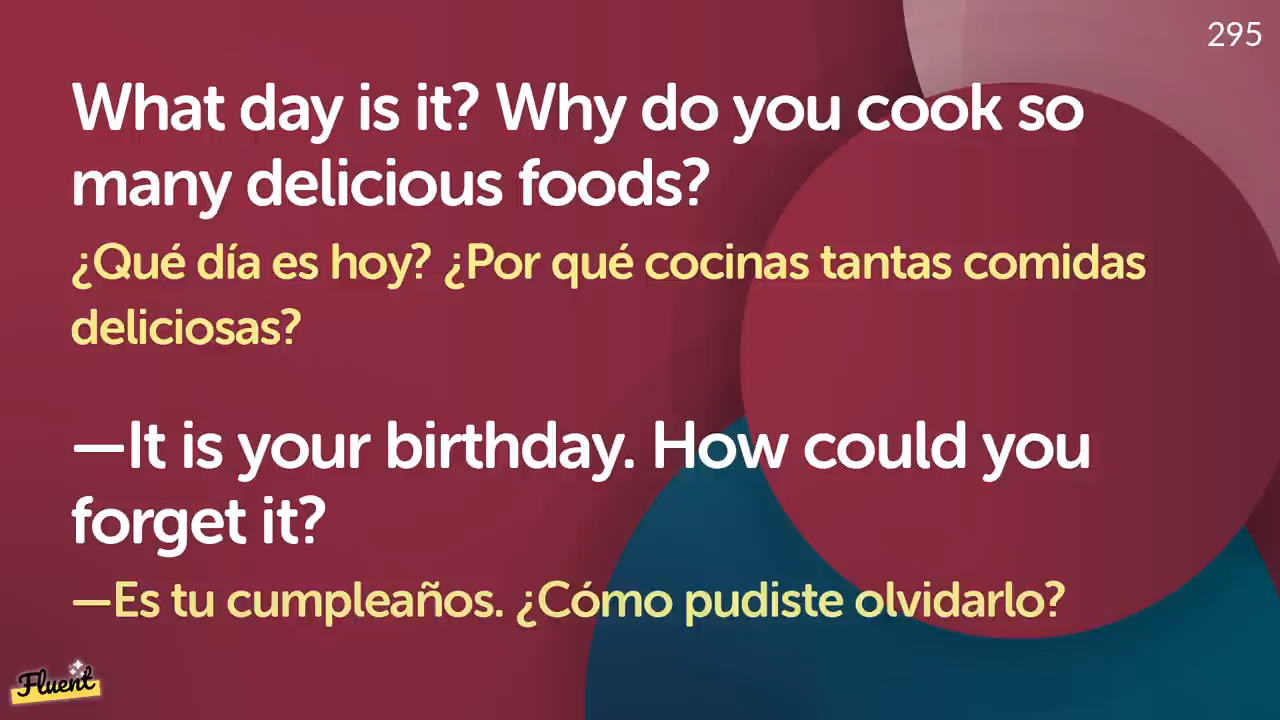 295
What day is it? Why do you cook so
many delicious foods?
¿Qué día es hoy? ¿Por qué cocinas tantas comidas
deliciosas?
—It is your birthday. How could you
forget it?
—Es tu cumpleaños. ¿Cómo pudiste olvidarlo?
Fluent